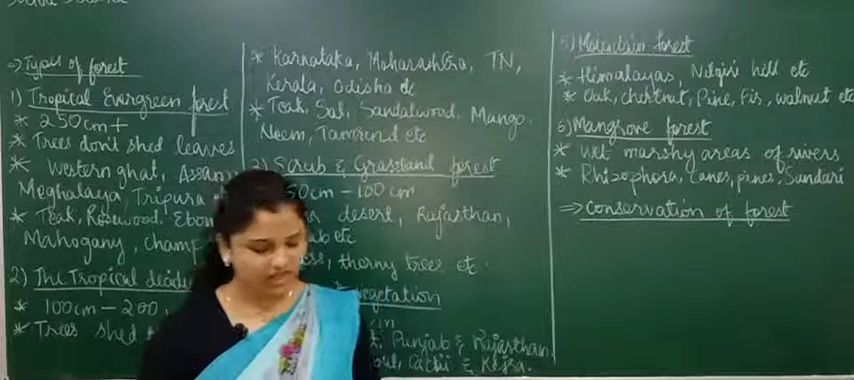 ⇒ Types of forest
1) Tropical Evergreen forest
* 250cm+
* Trees don't shed leaves
* Western ghat, Assam
Meghalaya, Tripura
* Teak, Rosewood, Ebon
Mahogany, Champ
2) The Tropical decidu
* 100cm - 200
* Trees shed
* Karnataka, Maharashtra, TN,
Kerala, Odisha etc
* Teak, Sal, Sandalwood, Mango,
Neem, Tamrind etc
3) Scrub & Grassland forest
50cm - 100cm
desert, Rajasthan,
etc
thorny trees etc.
vegetation
Punjab & Rajasthan.
5) Mountain forest
* Himalayas, Nilgiri hill etc
* Oak, chestnut, Pine, Fir, walnut etc
6) Mangrove forest
* Wet marshy areas of rivers
* Rhizophora, Canes, pines, Sundari
⇒ Conservation of forest